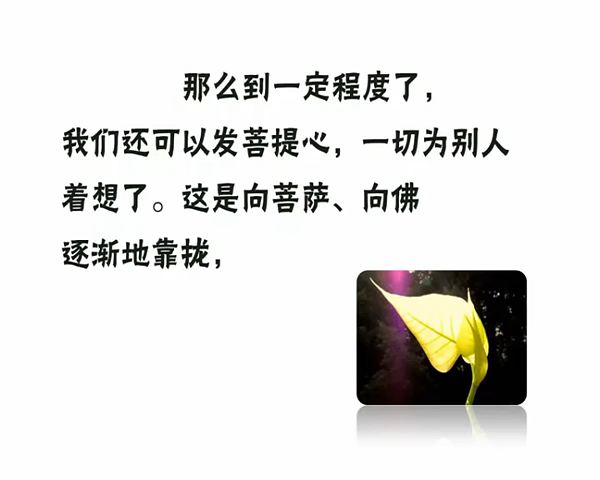 那么到一定程度了，
我们还可以发菩提心，一切为别人
着想了。这是向菩萨、向佛
逐渐地靠拢，